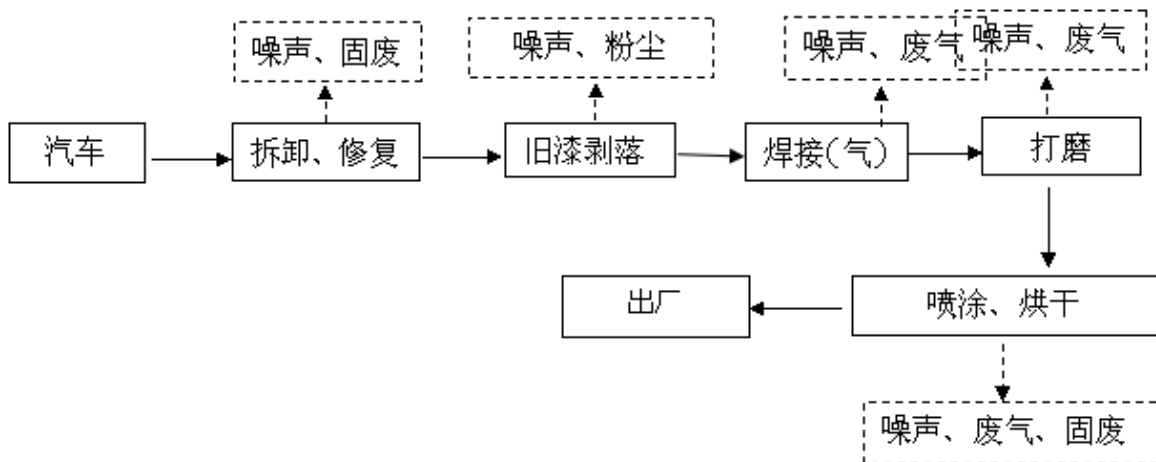 噪声、固废
噪声、粉尘
噪声、废气
噪声、废气
汽车
拆卸、修复
旧漆剥落
焊接（气）
打磨
出厂
喷涂、烘干
噪声、废气、固废